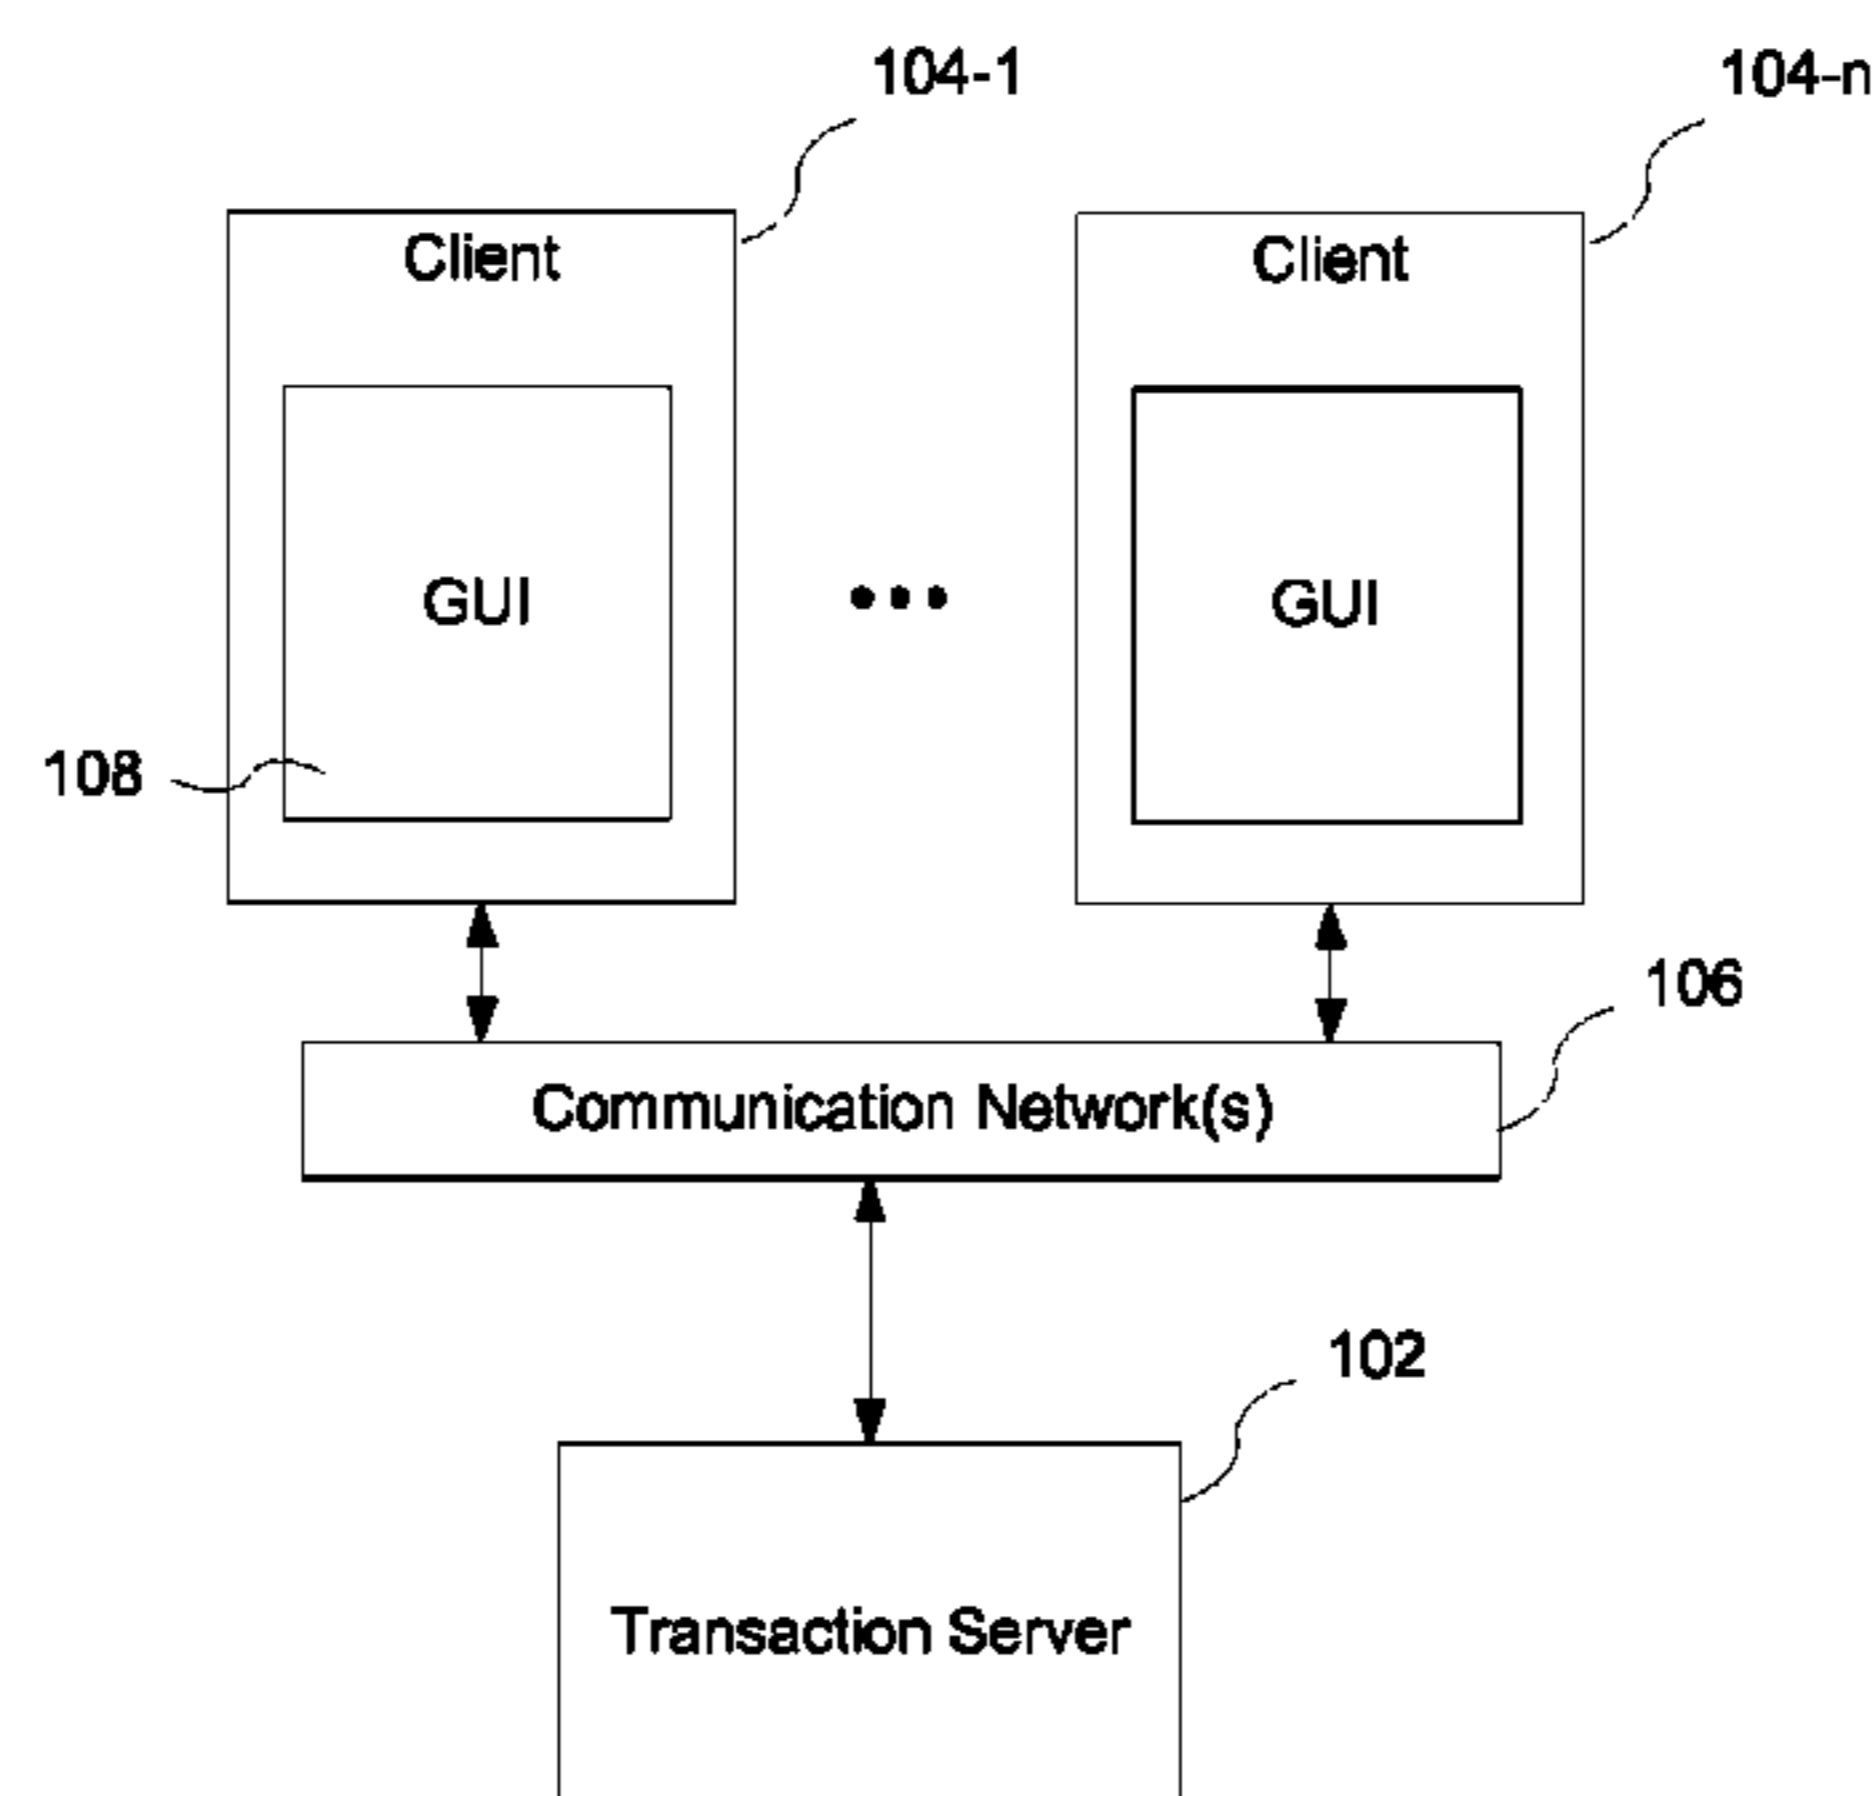 104-1
104-n
Client
Client
GUI
GUI
108
106
Communication Network(s)
102
Transaction Server